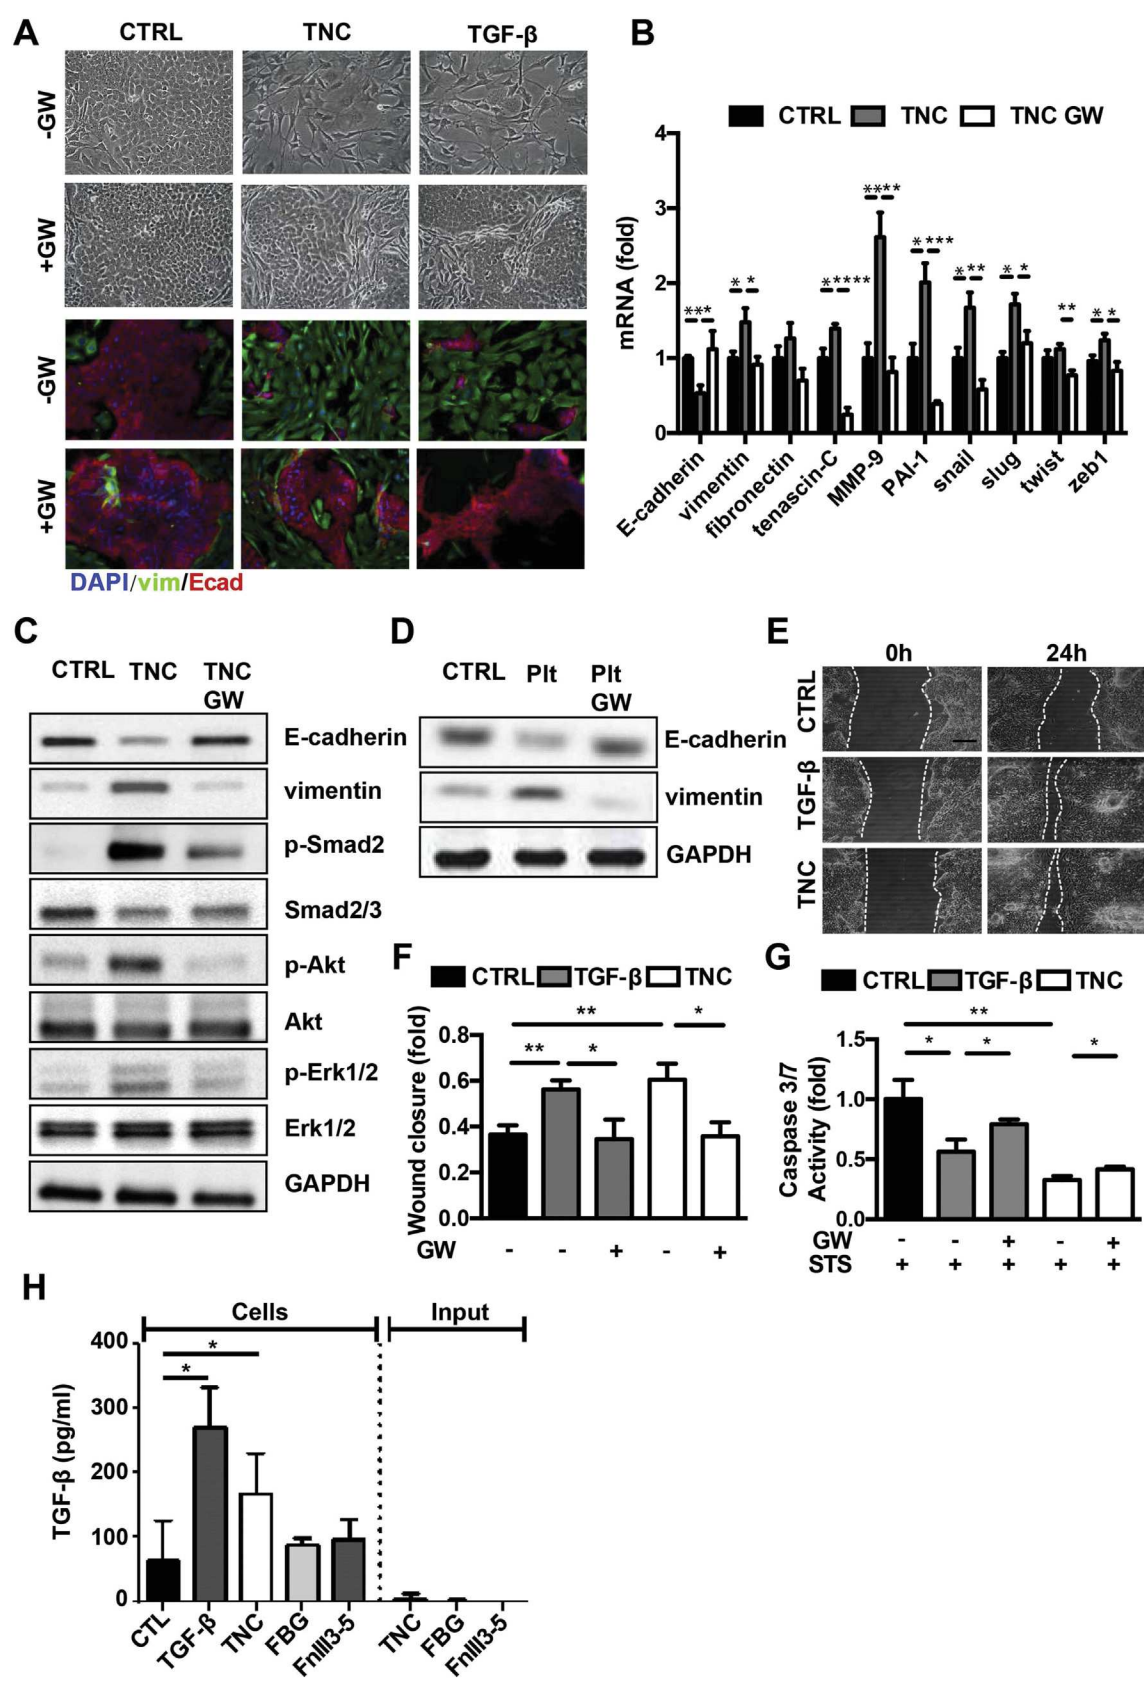 A
CTRL TNC TGF-β
-GW
+GW
-GW
+GW
DAPI/vim/Ecad
B
CTRL TNC TNC GW
mRNA (fold)
4
3
2
1
0
*** * * * **** **** * *** * ** * * ** * *
E-cadherin vimentin fibronectin tenascin-C MMP-9 PAI-1 snail slug twist zeb1
C
CTRL TNC TNC GW
E-cadherin
vimentin
p-Smad2
Smad2/3
p-Akt
Akt
p-Erk1/2
Erk1/2
GAPDH
D
CTRL Plt Plt GW
E-cadherin
vimentin
GAPDH
E
0h 24h
CTRL
TGF-β
TNC
F
CTRL TGF-β TNC
Wound closure (fold)
0.8
0.6
0.4
0.2
0.0
** *
** *
GW - - + - +
G
CTRL TGF-β TNC
Caspase 3/7
Activity (fold)
1.5
1.0
0.5
0.0
**
* * *
GW - - + - +
STS + + + + +
H
Cells Input
TGF-β (pg/ml)
400
300
200
100
0
*
*
CTL TGF-β TNC FBG FnIII3-5 TNC FBG FnIII3-5